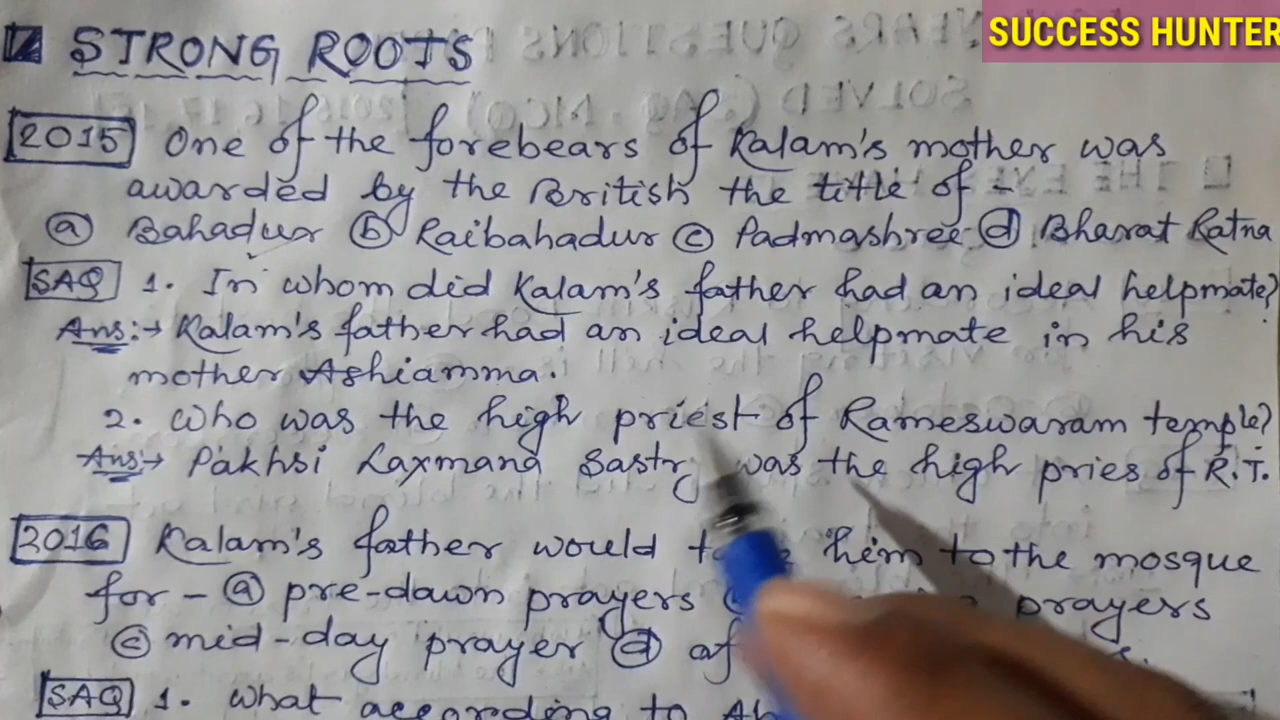 SUCCESS HUNTER
STRONG ROOTS
2015 One of the forebears of Kalam's mother was
awarded by the British the title of -
a Bahadur b Raibahadur c Padmashree d Bharat Ratna
SAQ 1. In whom did Kalam's father had an ideal helpmate?
Ans:→ Kalam's father had an ideal helpmate in his
mother Ashiamma.
2. Who was the high priest of Rameswaram temple?
Ans:→ Pakhsi Laxmana Sastry was the high pries of R.T.
2016 Kalam's father would him to the mosque
for - a pre-dawn prayers prayers
c mid-day prayer d
SAQ 1. What according to